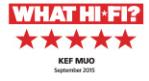 WHAT HI-FI?
KEF MUO
September 2015